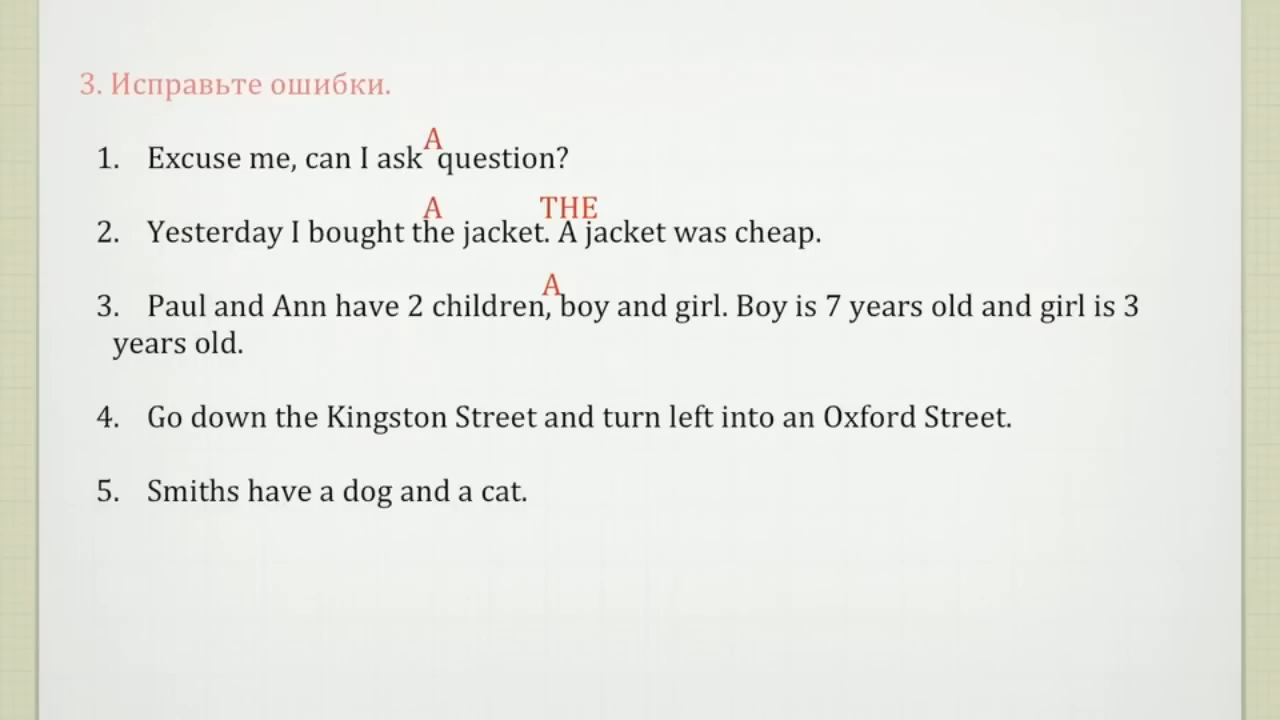 3. Исправьте ошибки.
A
1. Excuse me, can I ask question?
A THE
2. Yesterday I bought the jacket. A jacket was cheap.
A
3. Paul and Ann have 2 children, boy and girl. Boy is 7 years old and girl is 3
years old.
4. Go down the Kingston Street and turn left into an Oxford Street.
5. Smiths have a dog and a cat.